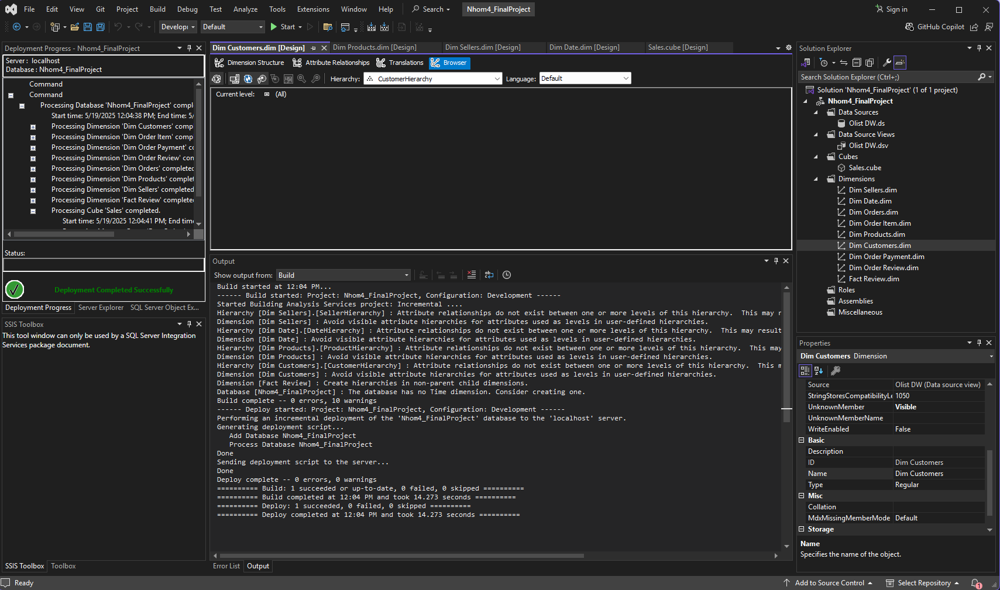 File Edit View Git Project Build Debug Test Analyze Tools Extensions Window Help Search Nhom4_FinalProject Sign in
Developı Default Start GitHub Copilot
Deployment Progress - Nhom4_FinalProject
Server : localhost
Database : Nhom4_FinalProject
Command
Command
Processing Database 'Nhom4_FinalProject' compl
Start time: 5/19/2025 12:04:38 PM; End time: 5/
Processing Dimension 'Dim Customers' comp
Processing Dimension 'Dim Order Item' comp
Processing Dimension 'Dim Order Payment' cc
Processing Dimension 'Dim Order Review' con
Processing Dimension 'Dim Orders' completed
Processing Dimension 'Dim Products' complet
Processing Dimension 'Dim Sellers' completed
Processing Dimension 'Fact Review' complete
Processing Cube 'Sales' completed.
Start time: 5/19/2025 12:04:41 PM; End time
Status:
Deployment Completed Successfully
Deployment Progress Server Explorer SQL Server Object Ex...
SSIS Toolbox
This tool window can only be used by a SQL Server Integration
Services package document.
SSIS Toolbox Toolbox
Dim Customers.dim [Design] Dim Products.dim [Design] Dim Sellers.dim [Design] Dim Date.dim [Design] Sales.cube [Design]
Dimension Structure Attribute Relationships Translations Browser
Hierarchy: CustomerHierarchy Language: Default
Current level: (All)
Output
Show output from: Build
Build started at 12:04 PM...
------ Build started: Project: Nhom4_FinalProject, Configuration: Development ------
Started Building Analysis Services project: Incremental ....
Hierarchy [Dim Sellers].[SellerHierarchy] : Attribute relationships do not exist between one or more levels of this hierarchy.  This may r
Dimension [Dim Sellers] : Avoid visible attribute hierarchies for attributes used as levels in user-defined hierarchies.
Hierarchy [Dim Date].[DateHierarchy] : Attribute relationships do not exist between one or more levels of this hierarchy.  This may result
Dimension [Dim Date] : Avoid visible attribute hierarchies for attributes used as levels in user-defined hierarchies.
Hierarchy [Dim Products].[ProductHierarchy] : Attribute relationships do not exist between one or more levels of this hierarchy.  This may
Dimension [Dim Products] : Avoid visible attribute hierarchies for attributes used as levels in user-defined hierarchies.
Hierarchy [Dim Customers].[CustomerHierarchy] : Attribute relationships do not exist between one or more levels of this hierarchy.  This m
Dimension [Dim Customers] : Avoid visible attribute hierarchies for attributes used as levels in user-defined hierarchies.
Dimension [Fact Review] : Create hierarchies in non-parent child dimensions.
Database [Nhom4_FinalProject] : The database has no Time dimension. Consider creating one.
Build complete -- 0 errors, 10 warnings
------ Deploy started: Project: Nhom4_FinalProject, Configuration: Development ------
Performing an incremental deployment of the 'Nhom4_FinalProject' database to the 'localhost' server.
Generating deployment script...
Add Database Nhom4_FinalProject
Process Database Nhom4_FinalProject
Done
Sending deployment script to the server...
Done
Deploy complete -- 0 errors, 0 warnings
========== Build: 1 succeeded or up-to-date, 0 failed, 0 skipped ==========
========== Build completed at 12:04 PM and took 14.273 seconds ==========
========== Deploy: 1 succeeded, 0 failed, 0 skipped ==========
========== Deploy completed at 12:04 PM and took 14.273 seconds ==========
Error List Output
Solution Explorer
Search Solution Explorer (Ctrl+;)
Solution 'Nhom4_FinalProject' (1 of 1 project)
Nhom4_FinalProject
Data Sources
Olist DW.ds
Data Source Views
Olist DW.dsv
Cubes
Sales.cube
Dimensions
Dim Sellers.dim
Dim Date.dim
Dim Orders.dim
Dim Order Item.dim
Dim Products.dim
Dim Customers.dim
Dim Order Payment.dim
Dim Order Review.dim
Fact Review.dim
Roles
Assemblies
Miscellaneous
Properties
Dim Customers Dimension
Source Olist DW (Data source view)
StringStoresCompatibilityLe 1050
UnknownMember Visible
UnknownMemberName
WriteEnabled False
Basic
Description
ID Dim Customers
Name Dim Customers
Type Regular
Misc
Collation
MdxMissingMemberMode Default
Storage
Name
Specifies the name of the object.
Ready Add to Source Control Select Repository 1